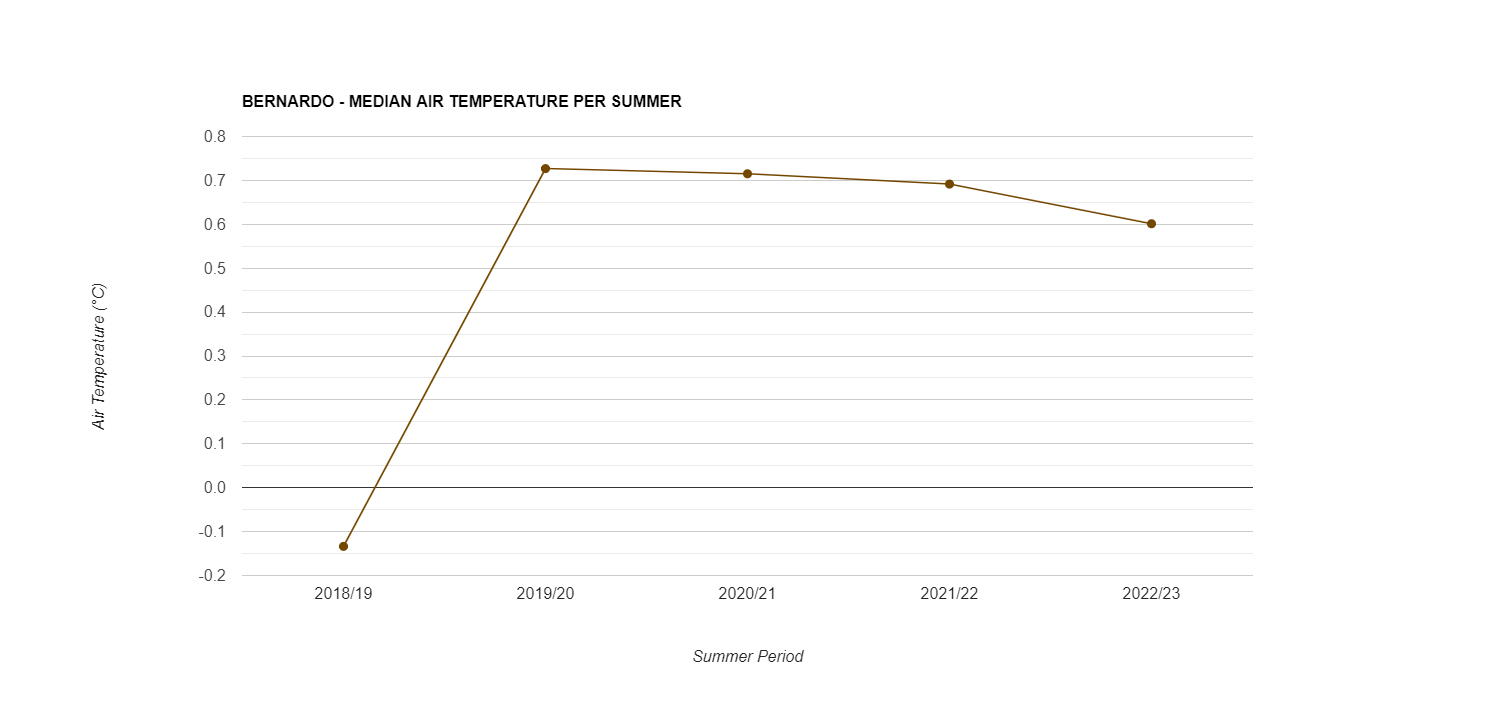 BERNARDO - MEDIAN AIR TEMPERATURE PER SUMMER
0.8
0.7
0.6
0.5
0.4
0.3
0.2
0.1
0.0
-0.1
-0.2
Air Temperature (°C)
2018/19 2019/20 2020/21 2021/22 2022/23
Summer Period